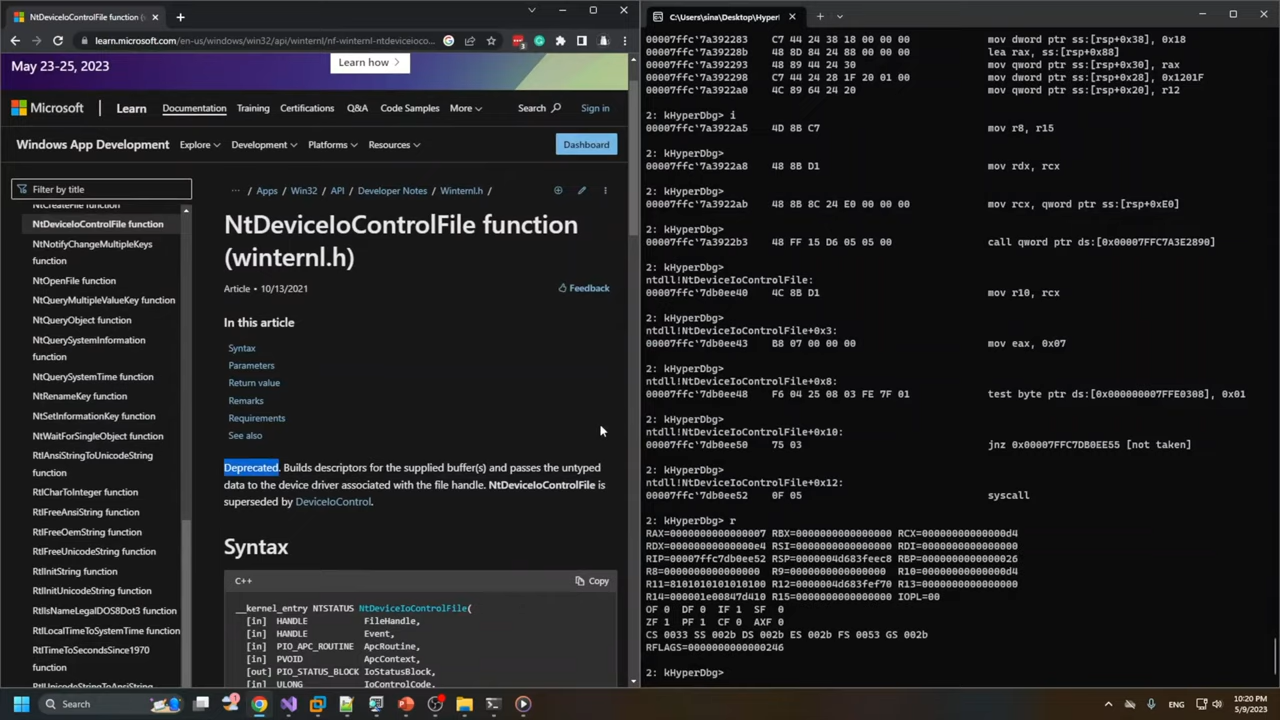 NtDeviceIoControlFile function (
learn.microsoft.com/en-us/windows/win32/api/winternl/nf-winternl-ntdeviceioco...
May 23-25, 2023
Learn how
Microsoft
Learn
Documentation
Training
Certifications
Q&A
Code Samples
More
Search
Sign in
Windows App Development
Explore
Development
Platforms
Resources
Dashboard
Filter by title
NtCreateFile function
NtDeviceIoControlFile function
NtNotifyChangeMultipleKeys
function
NtOpenFile function
NtQueryMultipleValueKey function
NtQueryObject function
NtQuerySystemInformation
function
NtQuerySystemTime function
NtRenameKey function
NtSetInformationKey function
NtWaitForSingleObject function
RtlAnsiStringToUnicodeString
function
RtlCharToInteger function
RtlFreeAnsiString function
RtlFreeOemString function
RtlFreeUnicodeString function
RtlInitString function
RtlInitUnicodeString function
RtlIsNameLegalDOS8Dot3 function
RtlLocalTimeToSystemTime function
RtlTimeToSecondsSince1970
function
RtlUnicodeStringToAnsiString
... Apps / Win32 / API / Developer Notes / Winternl.h /
NtDeviceIoControlFile function
(winternl.h)
Article • 10/13/2021
Feedback
In this article
Syntax
Parameters
Return value
Remarks
Requirements
See also
Deprecated. Builds descriptors for the supplied buffer(s) and passes the untyped
data to the device driver associated with the file handle. NtDeviceIoControlFile is
superseded by DeviceIoControl.
Syntax
C++
Copy
__kernel_entry NTSTATUS NtDeviceIoControlFile(
[in] HANDLE FileHandle,
[in] HANDLE Event,
[in] PIO_APC_ROUTINE ApcRoutine,
[in] PVOID ApcContext,
[out] PIO_STATUS_BLOCK IoStatusBlock,
[in] ULONG IoControlCode,
C:\Users\sina\Desktop\Hyperl
00007ffc`7a392283 C7 44 24 38 18 00 00 00 mov dword ptr ss:[rsp+0x38], 0x18
00007ffc`7a39228b 48 8D 84 24 88 00 00 00 lea rax, ss:[rsp+0x88]
00007ffc`7a392293 48 89 44 24 30 mov qword ptr ss:[rsp+0x30], rax
00007ffc`7a392298 C7 44 24 28 1F 20 01 00 mov dword ptr ss:[rsp+0x28], 0x1201F
00007ffc`7a3922a0 4C 89 64 24 20 mov qword ptr ss:[rsp+0x20], r12
2: kHyperDbg> i
00007ffc`7a3922a5 4D 8B C7 mov r8, r15
2: kHyperDbg>
00007ffc`7a3922a8 48 8B D1 mov rdx, rcx
2: kHyperDbg>
00007ffc`7a3922ab 48 8B 8C 24 E0 00 00 00 mov rcx, qword ptr ss:[rsp+0xE0]
2: kHyperDbg>
00007ffc`7a3922b3 48 FF 15 D6 05 05 00 call qword ptr ds:[0x00007FFC7A3E2890]
2: kHyperDbg>
ntdll!NtDeviceIoControlFile:
00007ffc`7db0ee40 4C 8B D1 mov r10, rcx
2: kHyperDbg>
ntdll!NtDeviceIoControlFile+0x3:
00007ffc`7db0ee43 B8 07 00 00 00 mov eax, 0x07
2: kHyperDbg>
ntdll!NtDeviceIoControlFile+0x8:
00007ffc`7db0ee48 F6 04 25 08 03 FE 7F 01 test byte ptr ds:[0x000000007FFE0308], 0x01
2: kHyperDbg>
ntdll!NtDeviceIoControlFile+0x10:
00007ffc`7db0ee50 75 03 jnz 0x00007FFC7DB0EE55 [not taken]
2: kHyperDbg>
ntdll!NtDeviceIoControlFile+0x12:
00007ffc`7db0ee52 0F 05 syscall
2: kHyperDbg> r
RAX=0000000000000007 RBX=0000000000000000 RCX=00000000000000d4
RDX=00000000000000e4 RSI=0000000000000000 RDI=0000000000000000
RIP=00007ffc7db0ee52 RSP=0000004d683feec8 RBP=0000000000000026
R8=0000000000000000 R9=0000000000000000 R10=00000000000000d4
R11=8101010101010100 R12=0000004d683fef70 R13=0000000000000000
R14=000001e00847d410 R15=0000000000000000 IOPL=00
OF 0 DF 0 IF 1 SF 0
ZF 1 PF 1 CF 0 AXF 0
CS 0033 SS 002b DS 002b ES 002b FS 0053 GS 002b
RFLAGS=0000000000000246
2: kHyperDbg>
Search
ENG
10:20 PM
5/9/2023